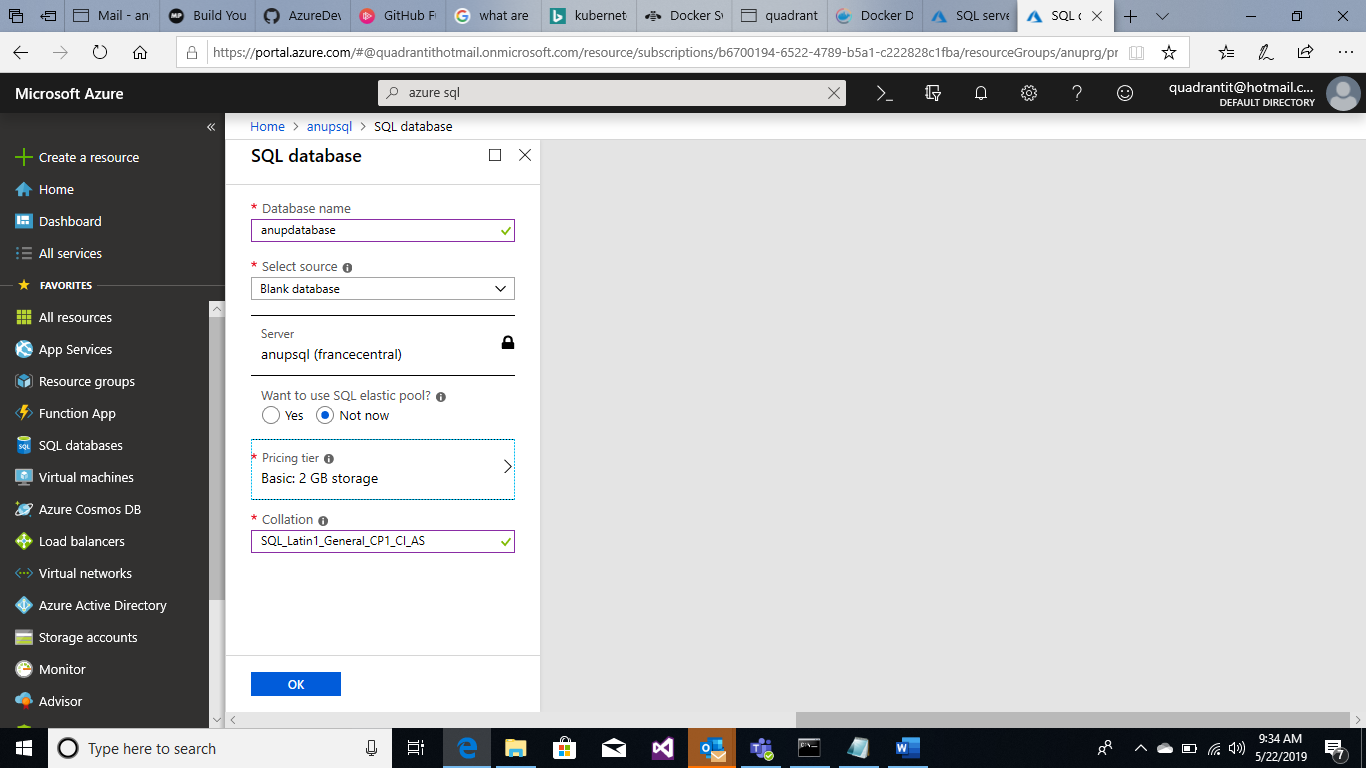 Mail - an
Build You
AzureDev
GitHub F
what are
kubernet
Docker Sv
quadrant
Docker D
SQL serve
SQL d
https://portal.azure.com/#@quadrantithotmail.onmicrosoft.com/resource/subscriptions/b6700194-6522-4789-b5a1-c222828c1fba/resourceGroups/anuprg/pr
Microsoft Azure
azure sql
quadrantit@hotmail.c...
DEFAULT DIRECTORY
Create a resource
Home
Dashboard
All services
FAVORITES
All resources
App Services
Resource groups
Function App
SQL databases
Virtual machines
Azure Cosmos DB
Load balancers
Virtual networks
Azure Active Directory
Storage accounts
Monitor
Advisor
Home > anupsql > SQL database
SQL database
* Database name
anupdatabase
* Select source
Blank database
Server
anupsql (francecentral)
Want to use SQL elastic pool?
Yes Not now
* Pricing tier
Basic: 2 GB storage
* Collation
SQL_Latin1_General_CP1_CI_AS
OK
Type here to search
9:34 AM
5/22/2019
7